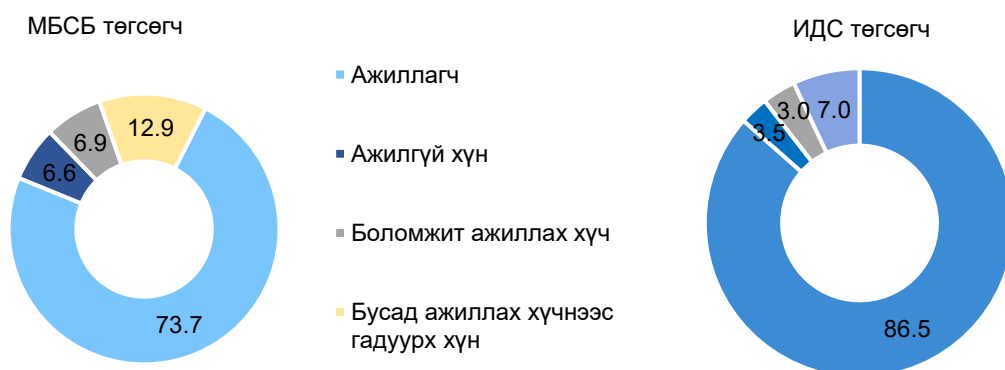 МБСБ төгсөгч
12.9
6.9
6.6
73.7
Ажиллагч
Ажилгүй хүн
Боломжит ажиллах хүч
Бусад ажиллах хүчнээс
гадуурх хүн
ИДС төгсөгч
7.0
3.0
3.5
86.5